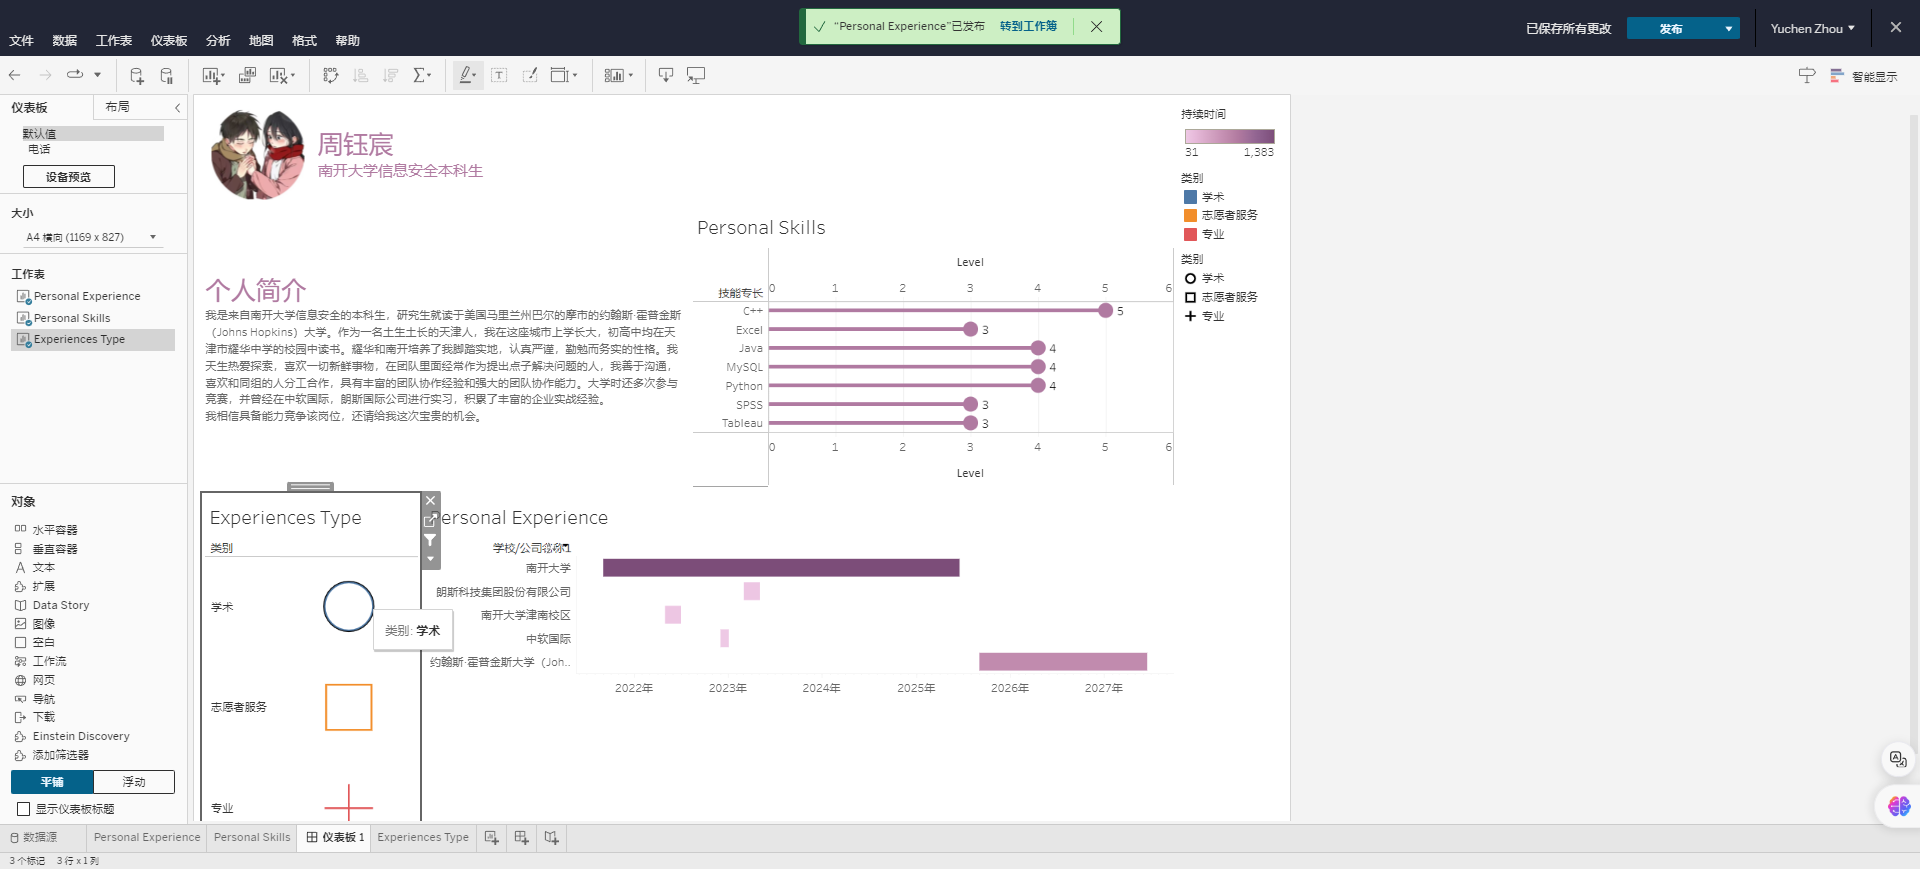 "Personal Experience"已发布 转到工作簿
文件 数据 工作表 仪表板 分析 地图 格式 帮助
已保存所有更改 发布 Yuchen Zhou
智能显示
仪表板 布局
默认值
电话
设备预览
大小
A4 横向 (1169 x 827)
工作表
Personal Experience
Personal Skills
Experiences Type
对象
水平容器
垂直容器
文本
扩展
Data Story
图像
空白
工作流
网页
导航
下载
Einstein Discovery
添加筛选器
平铺 浮动
显示仪表板标题
周钰宸
南开大学信息安全本科生
个人简介
我是来自南开大学信息安全的本科生，研究生就读于美国马里兰州巴尔的摩市的约翰斯·霍普金斯
（Johns Hopkins）大学。作为一名土生土长的天津人，我在这座城市上学长大，初高中均在天
津市耀华中学的校园中读书。耀华和南开培养了我脚踏实地，认真严谨，勤勉而务实的性格。我
天生热爱探索，喜欢一切新鲜事物，在团队里面经常作为提出点子解决问题的人，我善于沟通，
喜欢和同组的人分工合作，具有丰富的团队协作经验和强大的团队协作能力。大学时还多次参与
竞赛，并曾经在中软国际，朗斯国际公司进行实习，积累了丰富的企业实战经验。
我相信具备能力竞争该岗位，还请给我这次宝贵的机会。
Personal Skills
Level
技能专长 0 1 2 3 4 5 6
C++ 5
Excel 3
Java 4
MySQL 4
Python 4
SPSS 3
Tableau 3
0 1 2 3 4 5 6
Level
持续时间
31 1,383
类别
学术
志愿者服务
专业
类别
学术
志愿者服务
专业
Experiences Type
类别
学术
类别: 学术
志愿者服务
专业
Personal Experience
学校/公司名称1
南开大学
朗斯科技集团股份有限公司
南开大学津南校区
中软国际
约翰斯·霍普金斯大学（Joh..
2022年 2023年 2024年 2025年 2026年 2027年
数据源 Personal Experience Personal Skills 仪表板 1 Experiences Type
3 个标记 3 行 x 1 列